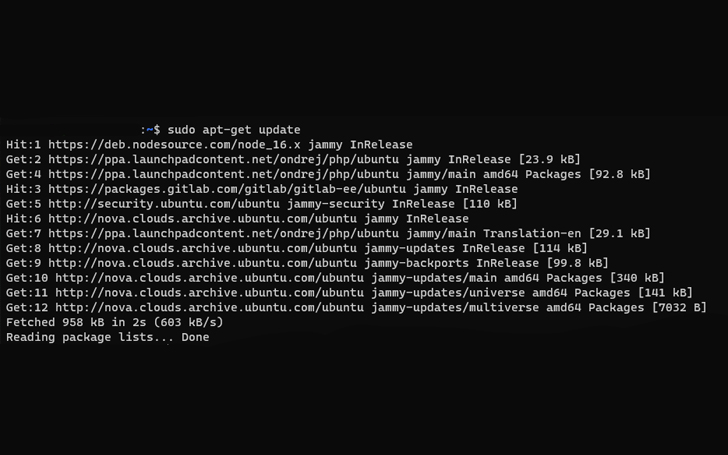 :~$ sudo apt-get update
Hit:1 https://deb.nodesource.com/node_16.x jammy InRelease
Get:2 https://ppa.launchpadcontent.net/ondrej/php/ubuntu jammy InRelease [23.9 kB]
Get:4 https://ppa.launchpadcontent.net/ondrej/php/ubuntu jammy/main amd64 Packages [92.8 kB]
Hit:3 https://packages.gitlab.com/gitlab/gitlab-ee/ubuntu jammy InRelease
Get:5 http://security.ubuntu.com/ubuntu jammy-security InRelease [110 kB]
Hit:6 http://nova.clouds.archive.ubuntu.com/ubuntu jammy InRelease
Get:7 https://ppa.launchpadcontent.net/ondrej/php/ubuntu jammy/main Translation-en [29.1 kB]
Get:8 http://nova.clouds.archive.ubuntu.com/ubuntu jammy-updates InRelease [114 kB]
Get:9 http://nova.clouds.archive.ubuntu.com/ubuntu jammy-backports InRelease [99.8 kB]
Get:10 http://nova.clouds.archive.ubuntu.com/ubuntu jammy-updates/main amd64 Packages [340 kB]
Get:11 http://nova.clouds.archive.ubuntu.com/ubuntu jammy-updates/universe amd64 Packages [141 kB]
Get:12 http://nova.clouds.archive.ubuntu.com/ubuntu jammy-updates/multiverse amd64 Packages [7032 B]
Fetched 958 kB in 2s (603 kB/s)
Reading package lists... Done